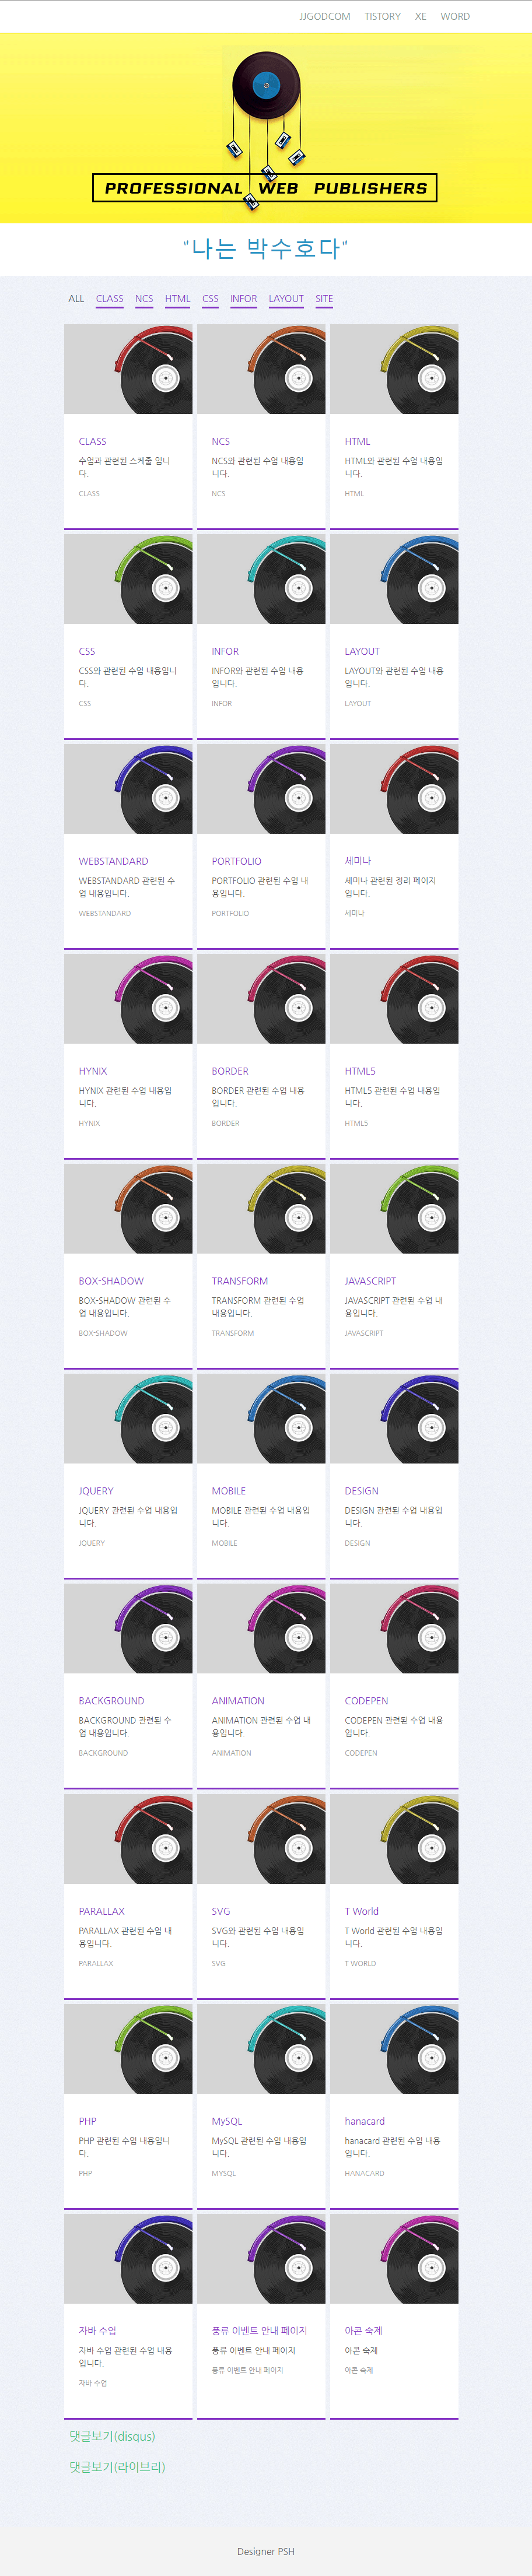 JJGODCOM TISTORY XE WORD
PROFESSIONAL WEB PUBLISHERS
"나는 박수호다"
ALL CLASS NCS HTML CSS INFOR LAYOUT SITE
CLASS
수업과 관련된 스케줄 입니
다.
CLASS
NCS
NCS와 관련된 수업 내용입
니다.
NCS
HTML
HTML와 관련된 수업 내용입
니다.
HTML
CSS
CSS와 관련된 수업 내용입니
다.
CSS
INFOR
INFOR와 관련된 수업 내용
입니다.
INFOR
LAYOUT
LAYOUT와 관련된 수업 내용
입니다.
LAYOUT
WEBSTANDARD
WEBSTANDARD 관련된 수
업 내용입니다.
WEBSTANDARD
PORTFOLIO
PORTFOLIO 관련된 수업 내
용입니다.
PORTFOLIO
세미나
세미나 관련된 정리 페이지
입니다.
세미나
HYNIX
HYNIX 관련된 수업 내용입
니다.
HYNIX
BORDER
BORDER 관련된 수업 내용
입니다.
BORDER
HTML5
HTML5 관련된 수업 내용입
니다.
HTML5
BOX-SHADOW
BOX-SHADOW 관련된 수
업 내용입니다.
BOX-SHADOW
TRANSFORM
TRANSFORM 관련된 수업
내용입니다.
TRANSFORM
JAVASCRIPT
JAVASCRIPT 관련된 수업 내
용입니다.
JAVASCRIPT
JQUERY
JQUERY 관련된 수업 내용입
니다.
JQUERY
MOBILE
MOBILE 관련된 수업 내용입
니다.
MOBILE
DESIGN
DESIGN 관련된 수업 내용입
니다.
DESIGN
BACKGROUND
BACKGROUND 관련된 수
업 내용입니다.
BACKGROUND
ANIMATION
ANIMATION 관련된 수업 내
용입니다.
ANIMATION
CODEPEN
CODEPEN 관련된 수업 내용
입니다.
CODEPEN
PARALLAX
PARALLAX 관련된 수업 내
용입니다.
PARALLAX
SVG
SVG와 관련된 수업 내용입
니다.
SVG
T World
T World 관련된 수업 내용입
니다.
T WORLD
PHP
PHP 관련된 수업 내용입니
다.
PHP
MySQL
MySQL 관련된 수업 내용입
니다.
MYSQL
hanacard
hanacard 관련된 수업 내용
입니다.
HANACARD
자바 수업
자바 수업 관련된 수업 내용
입니다.
자바 수업
풍류 이벤트 안내 페이지
풍류 이벤트 안내 페이지
풍류 이벤트 안내 페이지
아콘 숙제
아콘 숙제
아콘 숙제
댓글보기(disqus)
댓글보기(라이브리)
Designer PSH